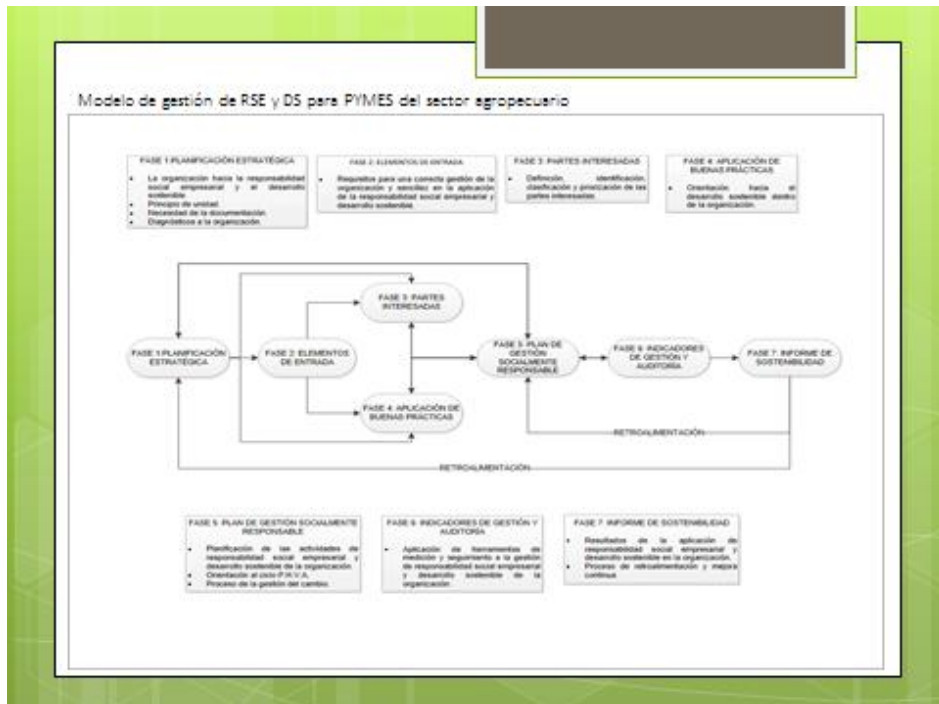 Modelo de gestión de RSE y DS para PYMES del sector agropecuario
FASE 1:PLANIFICACIÓN ESTRATÉGICA
• La organización hacia la responsabilidad
social empresarial y el desarrollo
sostenible.
• Principio de unidad.
• Necesidad de la documentación.
• Diagnósticos a la organización.
FASE 2: ELEMENTOS DE ENTRADA
• Requisitos para una correcta gestión de la
organización y sencillez en la aplicación
de la responsabilidad social empresarial y
desarrollo sostenible.
FASE 3: PARTES INTERESADAS
• Definición, identificación,
clasificación y priorización de las
partes interesadas.
FASE 4: APLICACIÓN DE
BUENAS PRÁCTICAS
• Orientación hacia el
desarrollo sostenible dentro
de la organización.
FASE 3: PARTES
INTERESADAS
FASE 1:PLANIFICACIÓN
ESTRATÉGICA
FASE 2: ELEMENTOS
DE ENTRADA
FASE 5: PLAN DE
GESTIÓN
SOCIALMENTE
RESPONSABLE
FASE 6: INDICADORES
DE GESTIÓN Y
AUDITORÍA
FASE 7: INFORME DE
SOSTENIBILIDAD
FASE 4: APLICACIÓN DE
BUENAS PRÁCTICAS
RETROALIMENTACIÓN
RETROALIMENTACIÓN
FASE 5: PLAN DE GESTIÓN SOCIALMENTE
RESPONSABLE
• Planificación de las actividades de
responsabilidad social empresarial y
desarrollo sostenible de la organización.
• Orientación al ciclo P.H.V.A.
• Proceso de la gestión del cambio.
FASE 6: INDICADORES DE GESTIÓN Y
AUDITORÍA
• Aplicación de herramientas de
medición y seguimiento a la gestión
de responsabilidad social empresarial
y desarrollo sostenible de la
organización.
FASE 7: INFORME DE SOSTENIBILIDAD
• Resultados de la aplicación de
responsabilidad social empresarial y
desarrollo sostenible en la organización.
• Proceso de retroalimentación y mejora
continua.